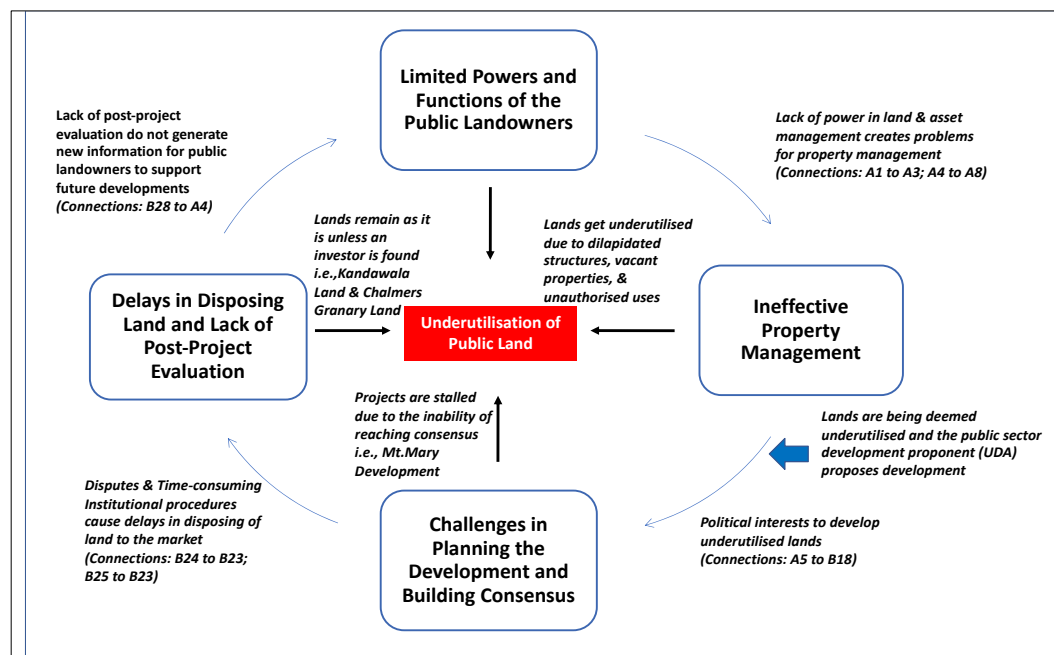 Limited Powers and
Functions of the
Public Landowners
Lack of post-project
evaluation do not generate
new information for public
landowners to support
future developments
(Connections: B28 to A4)
Lack of power in land & asset
management creates problems
for property management
(Connections: A1 to A3; A4 to A8)
Lands remain as it
is unless an
investor is found
i.e.,Kandawala
Land & Chalmers
Granary Land
Lands get underutilised
due to dilapidated
structures, vacant
properties, &
unauthorised uses
Delays in Disposing
Land and Lack of
Post-Project
Evaluation
Underutilisation of
Public Land
Ineffective
Property
Management
Projects are stalled
due to the inability of
reaching consensus
i.e., Mt.Mary
Development
Lands are being deemed
underutilised and the public sector
development proponent (UDA)
proposes development
Disputes & Time-consuming
Institutional procedures
cause delays in disposing of
land to the market
(Connections: B24 to B23;
B25 to B23)
Challenges in
Planning the
Development and
Building Consensus
Political interests to develop
underutilised lands
(Connections: A5 to B18)